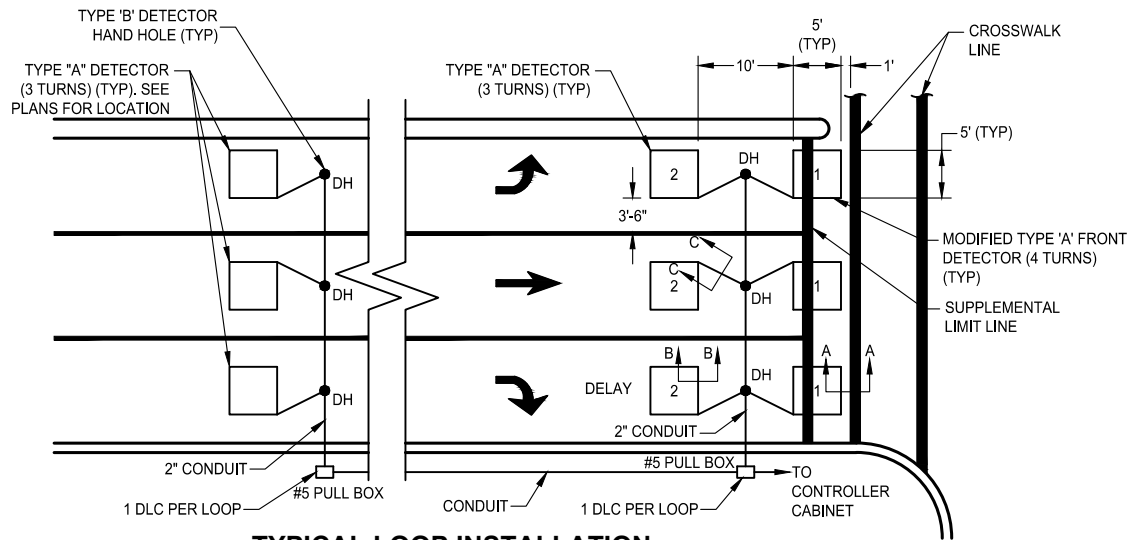 TYPE 'B' DETECTOR
HAND HOLE (TYP)
TYPE "A" DETECTOR
(3 TURNS) (TYP). SEE
PLANS FOR LOCATION
TYPE "A" DETECTOR
(3 TURNS) (TYP)
10'
5'
(TYP)
1'
CROSSWALK
LINE
5' (TYP)
DH
2
DH
1
3'-6"
MODIFIED TYPE 'A' FRONT
DETECTOR (4 TURNS)
(TYP)
C
C
DH
2
DH
1
SUPPLEMENTAL
LIMIT LINE
B
B
A
A
DH
DELAY
2
DH
1
2" CONDUIT
2" CONDUIT
#5 PULL BOX
#5 PULL BOX
1 DLC PER LOOP
CONDUIT
1 DLC PER LOOP
TO
CONTROLLER
CABINET
TYPICAL LOOP INSTALLATION